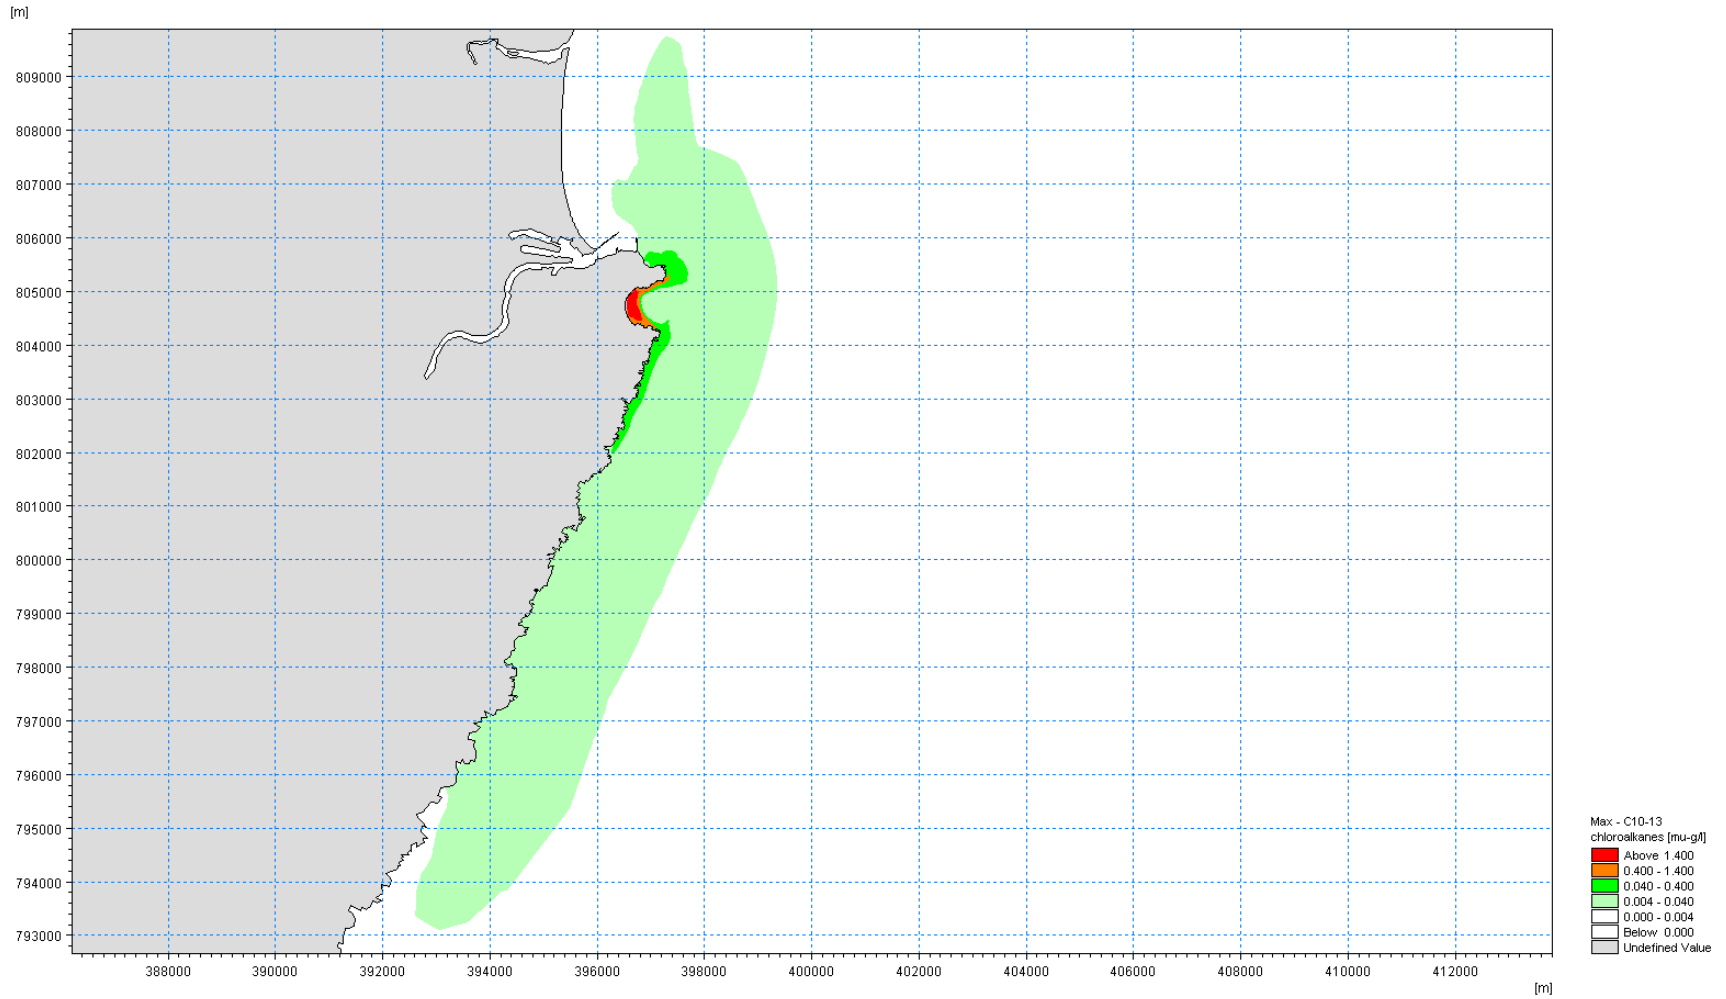 [m]
809000
808000
807000
806000
805000
804000
803000
802000
801000
800000
799000
798000
797000
796000
795000
794000
793000
388000 390000 392000 394000 396000 398000 400000 402000 404000 406000 408000 410000 412000
[m]
Max - C10-13
chloroalkanes [mu-g/l]
Above 1.400
0.400 - 1.400
0.040 - 0.400
0.004 - 0.040
0.000 - 0.004
Below 0.000
Undefined Value